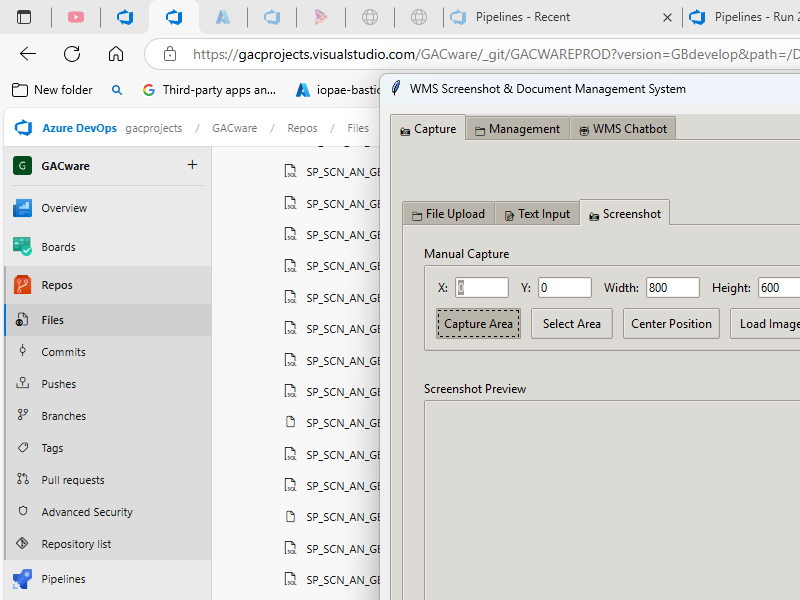 Pipelines - Recent
Pipelines - Run 2
https://gacprojects.visualstudio.com/GACware/_git/GACWAREPROD?version=GBdevelop&path=/D
New folder
Third-party apps an...
iopae-bastio
WMS Screenshot & Document Management System
Azure DevOps gacprojects / GACware / Repos / Files
Capture
Management
WMS Chatbot
G GACware +
Overview
Boards
Repos
Files
Commits
Pushes
Branches
Tags
Pull requests
Advanced Security
Repository list
Pipelines
SP_SCN_AN_GE
SP_SCN_AN_GE
SP_SCN_AN_GE
SP_SCN_AN_GE
SP_SCN_AN_GE
SP_SCN_AN_GE
SP_SCN_AN_GE
SP_SCN_AN_GE
SP_SCN_AN_GE
SP_SCN_AN_GE
SP_SCN_AN_GE
SP_SCN_AN_GE
SP_SCN_AN_GE
SP_SCN_AN_GE
File Upload
Text Input
Screenshot
Manual Capture
X: 0 Y: 0 Width: 800 Height: 600
Capture Area
Select Area
Center Position
Load Image
Screenshot Preview